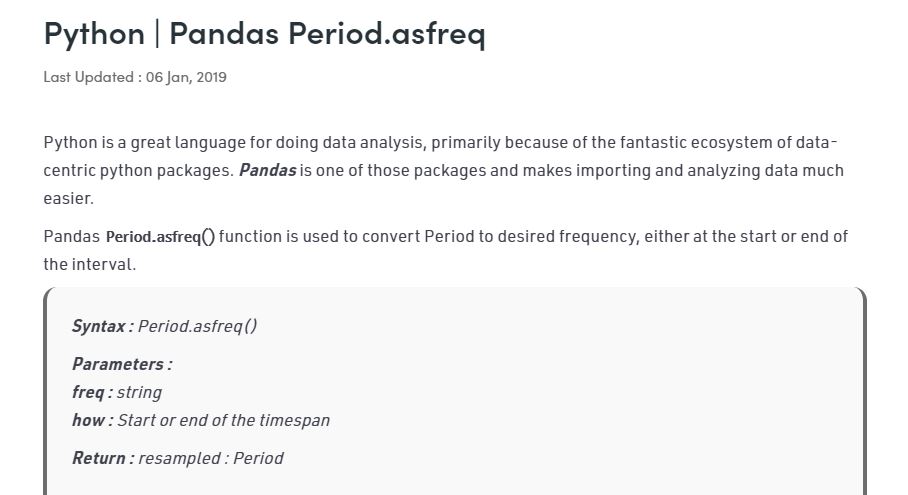 Python | Pandas Period.asfreq
Last Updated : 06 Jan, 2019
Python is a great language for doing data analysis, primarily because of the fantastic ecosystem of data-
centric python packages. Pandas is one of those packages and makes importing and analyzing data much
easier.
Pandas Period.asfreq() function is used to convert Period to desired frequency, either at the start or end of
the interval.
Syntax : Period.asfreq()
Parameters :
freq : string
how : Start or end of the timespan
Return : resampled : Period